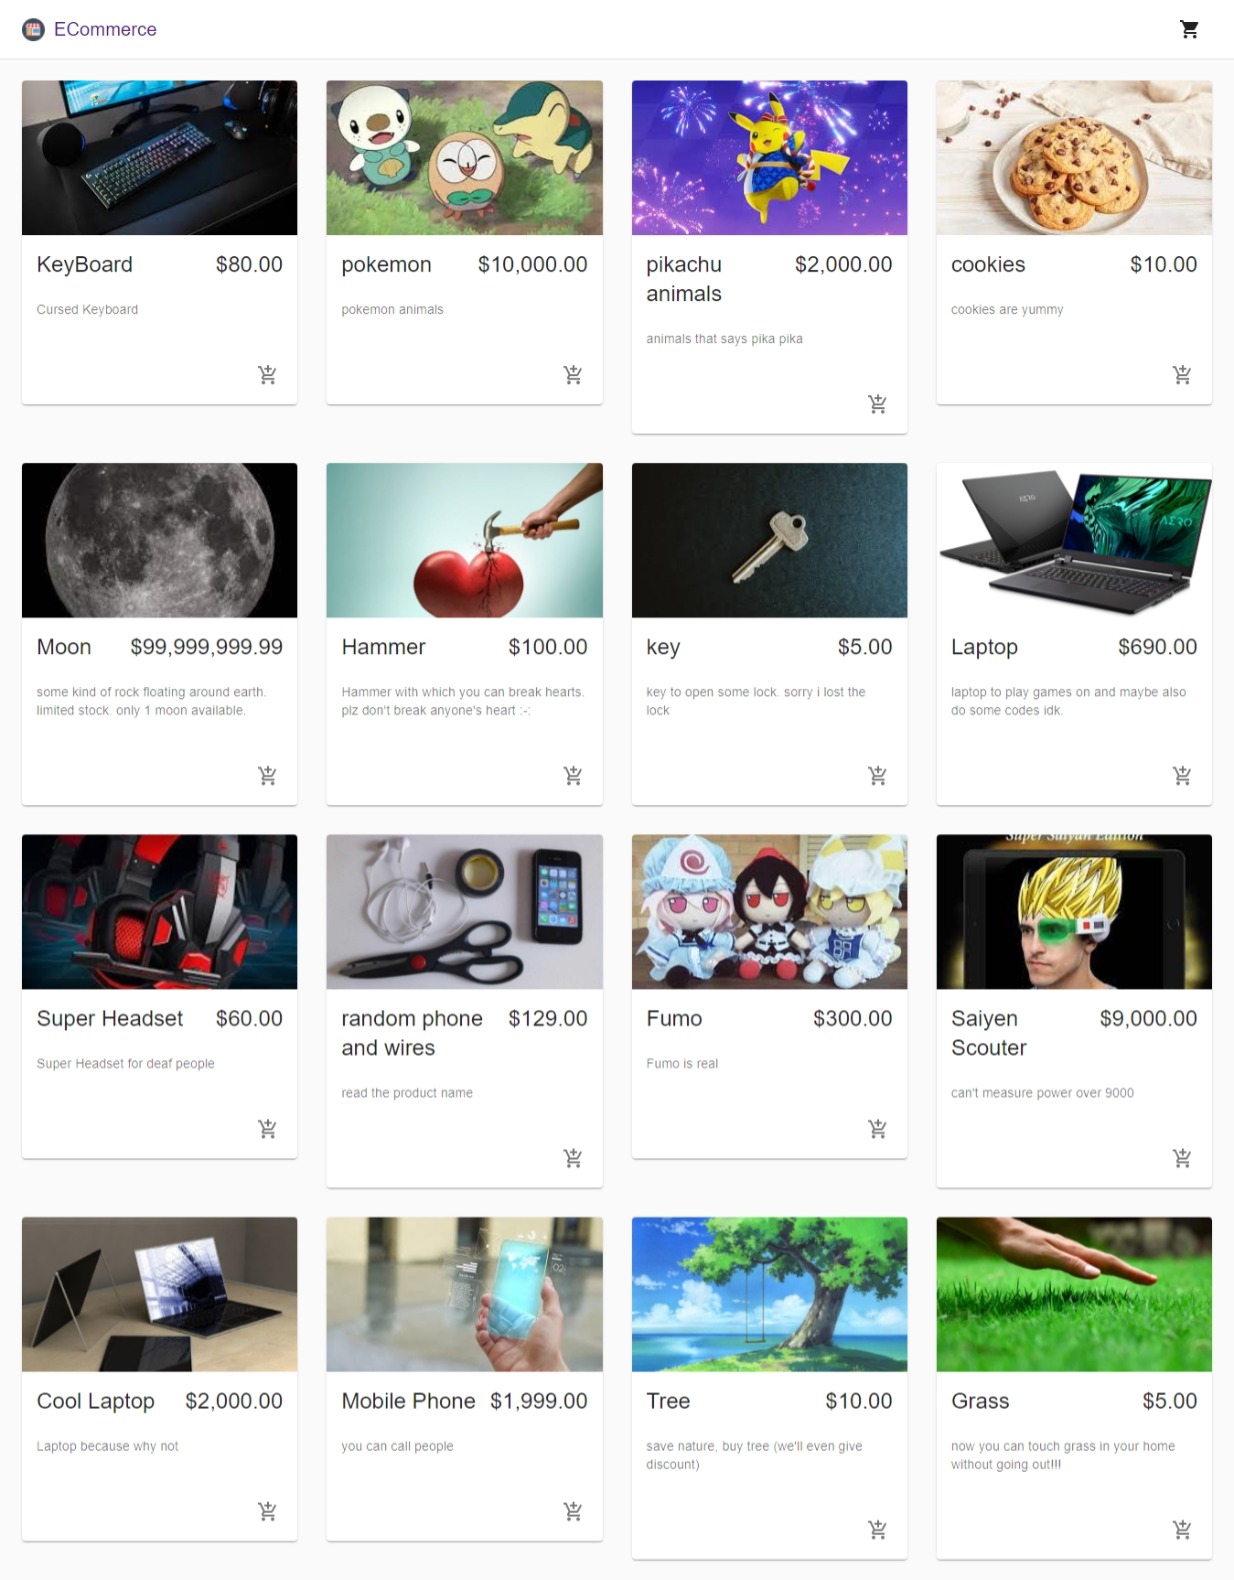 ECommerce
KeyBoard $80.00
Cursed Keyboard
pokemon $10,000.00
pokemon animals
pikachu $2,000.00
animals
animals that says pika pika
cookies $10.00
cookies are yummy
Moon $99,999,999.99
some kind of rock floating around earth.
limited stock. only 1 moon available.
Hammer $100.00
Hammer with which you can break hearts.
plz don't break anyone's heart :-:
key $5.00
key to open some lock. sorry i lost the
lock
AERO
AERO
Laptop $690.00
laptop to play games on and maybe also
do some codes idk.
Super Headset $60.00
Super Headset for deaf people
random phone $129.00
and wires
read the product name
Fumo $300.00
Fumo is real
Super Saiyan Edition
Saiyen $9,000.00
Scouter
can't measure power over 9000
Cool Laptop $2,000.00
Laptop because why not
Mobile Phone $1,999.00
you can call people
Tree $10.00
save nature, buy tree (we'll even give
discount)
Grass $5.00
now you can touch grass in your home
without going out!!!